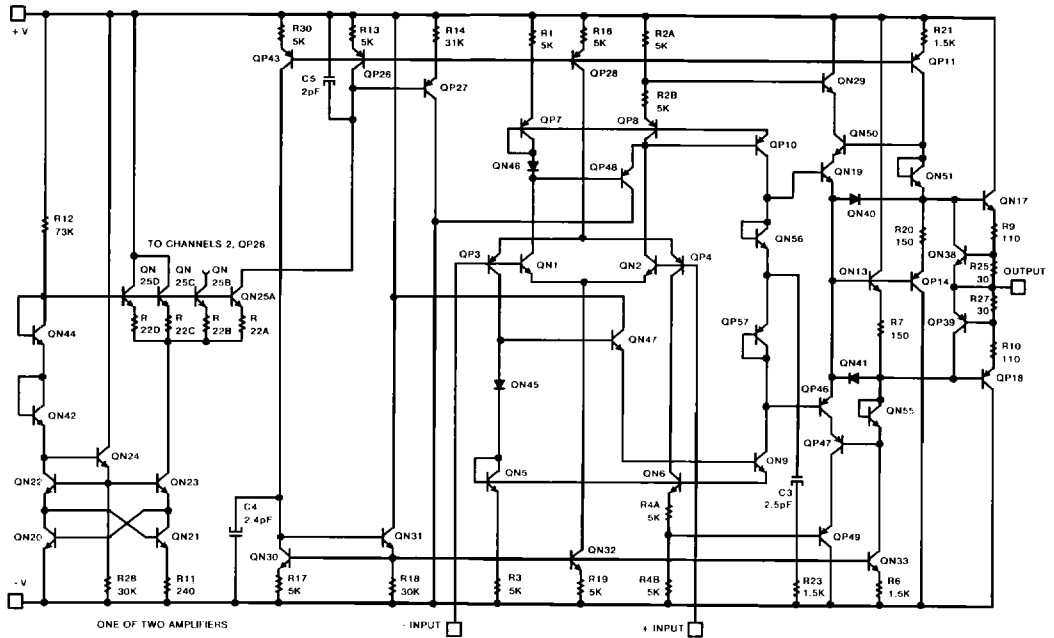 +V
R30
5K
R13
5K
R14
31K
R1
5K
R16
5K
R2A
5K
R21
1.5K
QP43
C5
2pF
QP26
QP27
QP28
QP11
QN29
R2B
5K
QP7
QP8
QP10
QN50
QN46
QP48
QN19
QN51
QN17
QN40
R12
73K
TO CHANNELS 2, QP26
QN
25D
QN
25C
QN
25B
QN25A
R
22D
R
22C
R
22B
R
22A
QP3
QN1
QN2
QP4
QN56
R20
150
R9
110
QN38
R25
30
OUTPUT
QN13
QP14
R27
30
QP39
R7
150
R10
110
QN44
QN47
QP57
QN41
QP18
QN45
QN42
QP46
QN55
QP47
QN24
QN9
QN22
QN23
QN5
QN6
C3
2.5pF
R4A
5K
C4
2.4pF
QN20
QN21
QN31
QP49
QN30
QN32
QN33
-V
R28
30K
R11
240
R17
5K
R18
30K
R3
5K
R19
5K
R4B
5K
R23
1.5K
R6
1.5K
ONE OF TWO AMPLIFIERS
- INPUT
+ INPUT